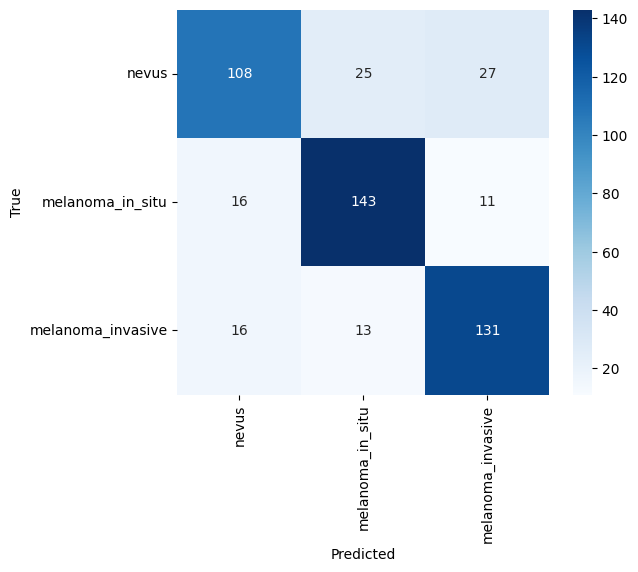 140
120
100
80
60
40
20
True
nevus
108 25 27
melanoma_in_situ
16 143 11
melanoma_invasive
16 13 131
nevus
melanoma_in_situ
melanoma_invasive
Predicted